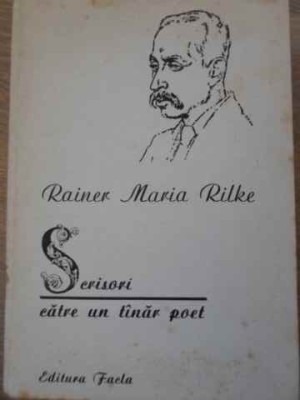 Rainer Maria Rilke
Scrisori
către un tînăr poet
Editura Facla